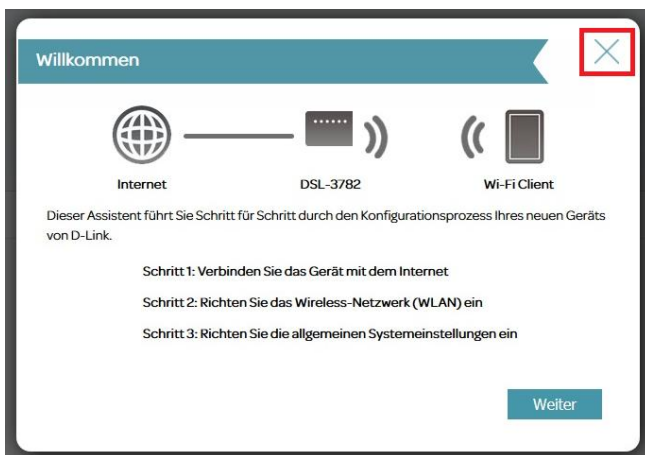 Willkommen
Internet
DSL-3782
Wi-Fi Client
Dieser Assistent führt Sie Schritt für Schritt durch den Konfigurationsprozess Ihres neuen Geräts
von D-Link.
Schritt 1: Verbinden Sie das Gerät mit dem Internet
Schritt 2: Richten Sie das Wireless-Netzwerk (WLAN) ein
Schritt 3: Richten Sie die allgemeinen Systemeinstellungen ein
Weiter